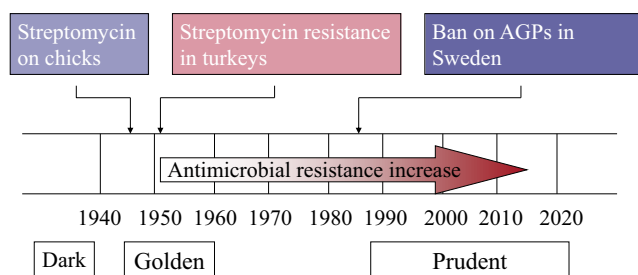 Streptomycin
on chicks
Streptomycin resistance
in turkeys
Ban on AGPs in
Sweden
Antimicrobial resistance increase
1940 1950 1960 1970 1980 1990 2000 2010 2020
Dark Golden Prudent